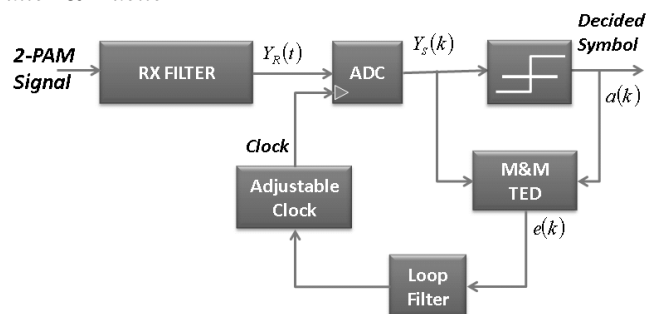 Decided
Symbol
2-PAM
Signal
RX FILTER
Y_R(t)
ADC
Y_s(k)
a(k)
Clock
Adjustable
Clock
M&M
TED
e(k)
Loop
Filter